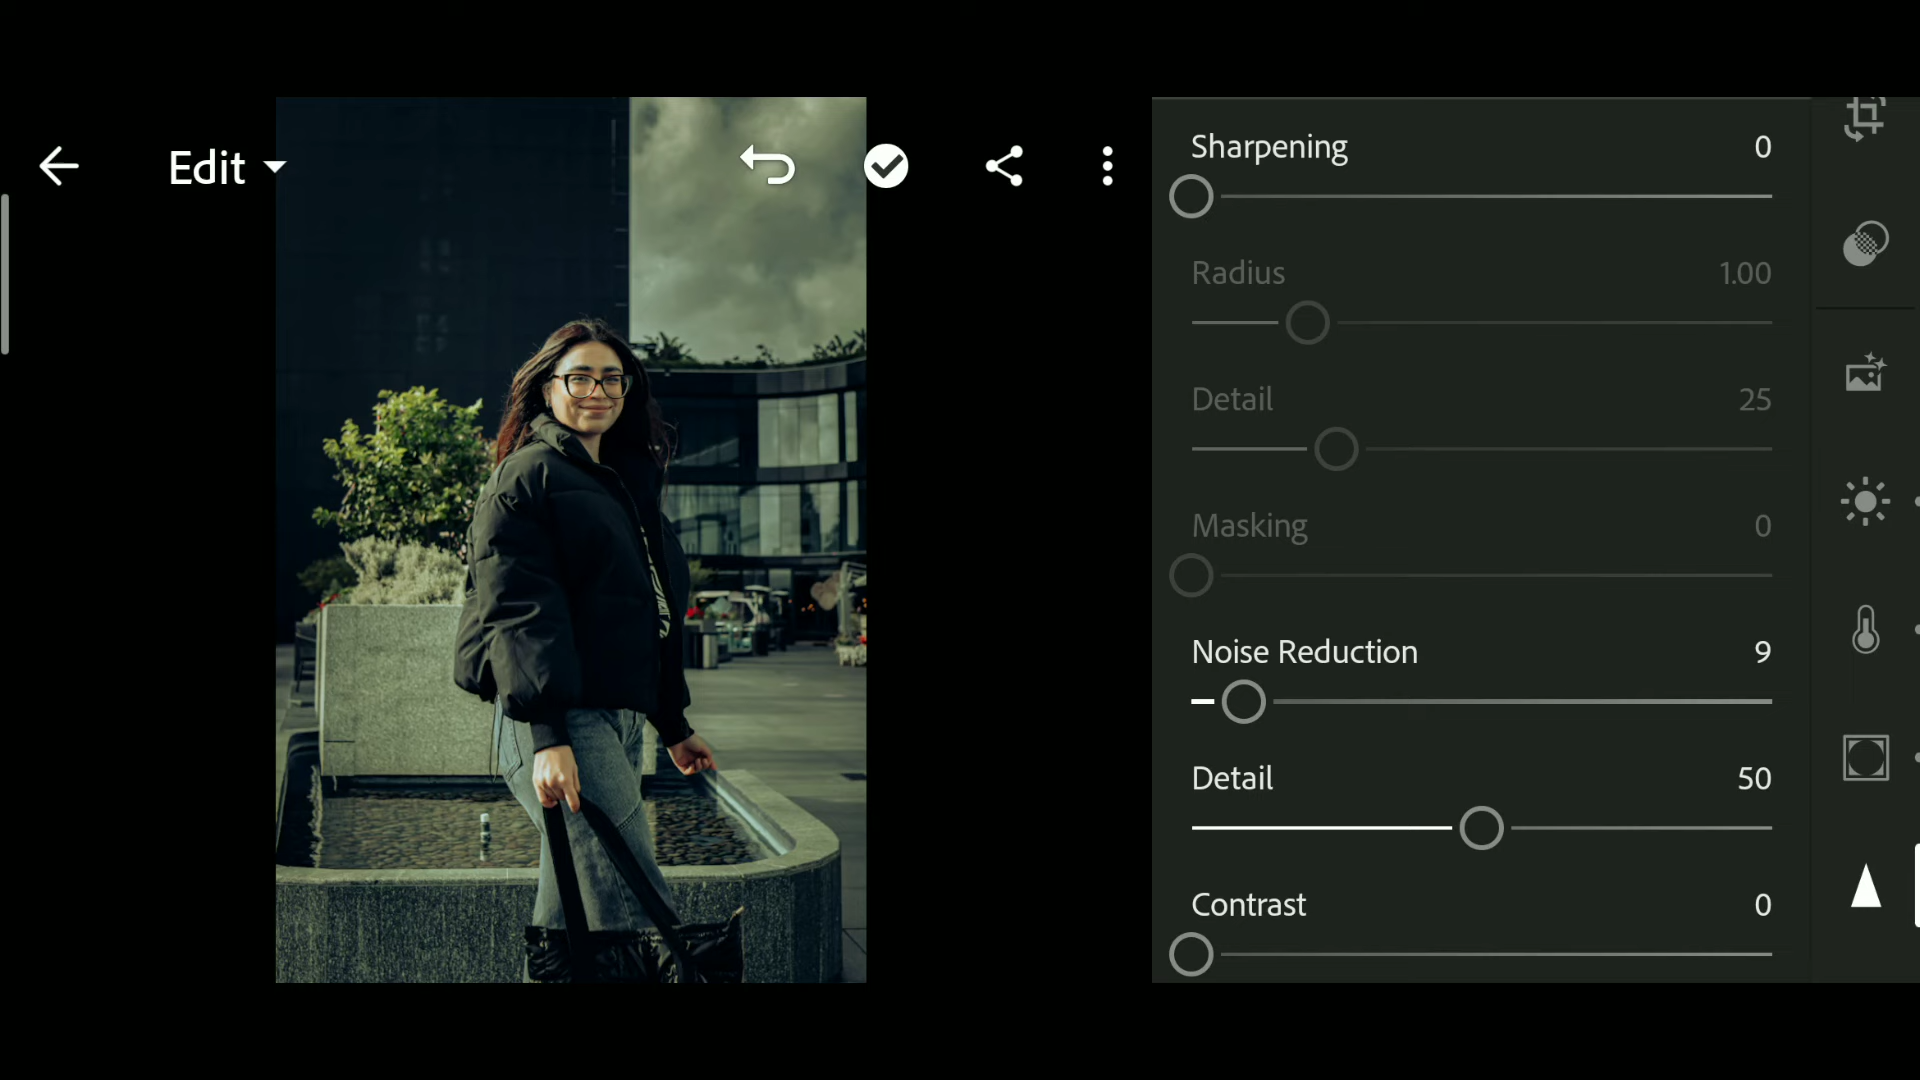 Edit
Sharpening 0
Radius 1.00
Detail 25
Masking 0
Noise Reduction 9
Detail 50
Contrast 0